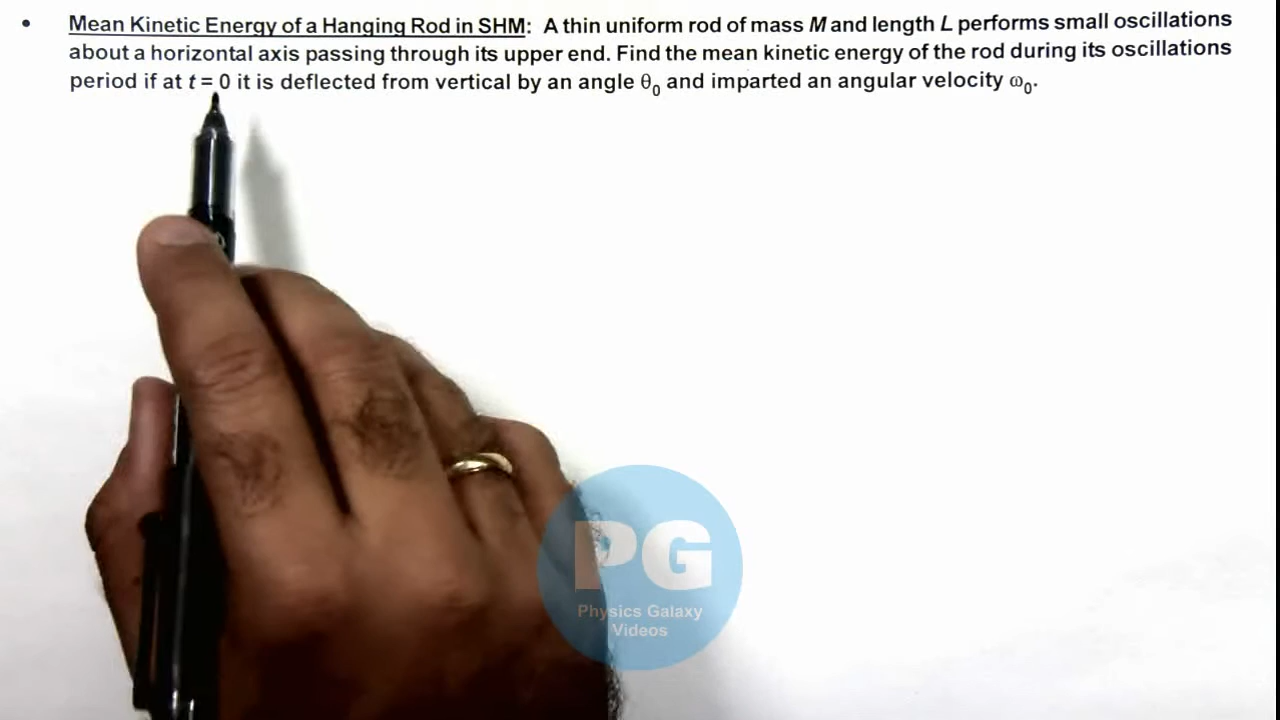 • Mean Kinetic Energy of a Hanging Rod in SHM: A thin uniform rod of mass M and length L performs small oscillations
about a horizontal axis passing through its upper end. Find the mean kinetic energy of the rod during its oscillations
period if at t = 0 it is deflected from vertical by an angle θ₀ and imparted an angular velocity ω₀.
PG
Physics Galaxy
Videos